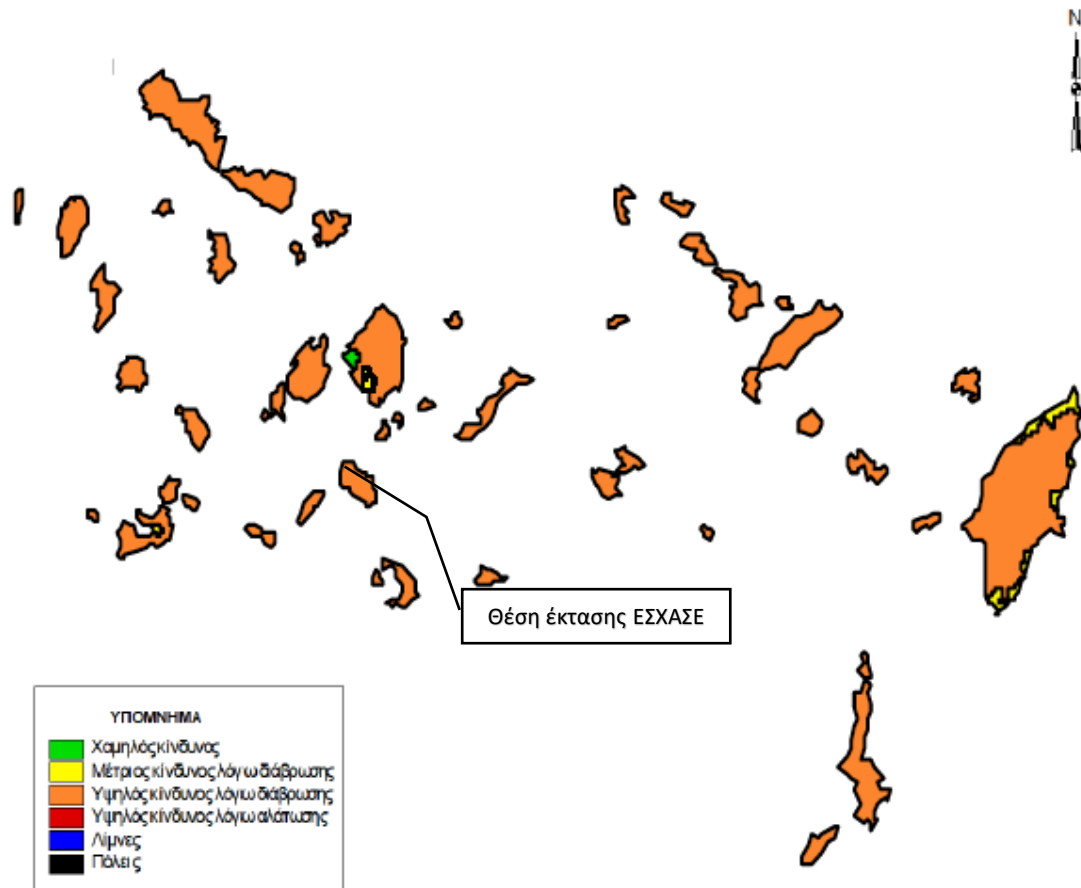 N
Θέση έκτασης ΕΣΧΑΣΕ
ΥΠΟΜΝΗΜΑ
Χαμηλός κίνδυνος
Μέτριος κίνδυνος λόγω διάβρωσης
Υψηλός κίνδυνος λόγω διάβρωσης
Υψηλός κίνδυνος λόγω αλάτωσης
Λίμνες
Πόλεις